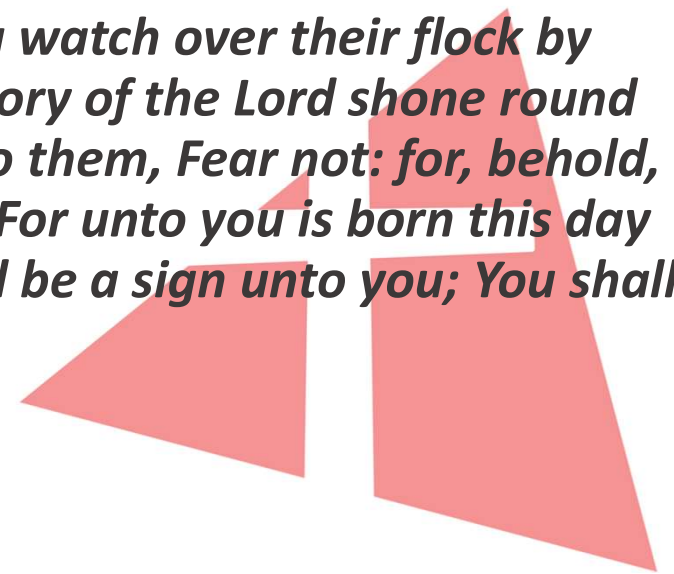 watch over their flock by
ory of the Lord shone round
them, Fear not: for, behold,
For unto you is born this day
be a sign unto you; You shall